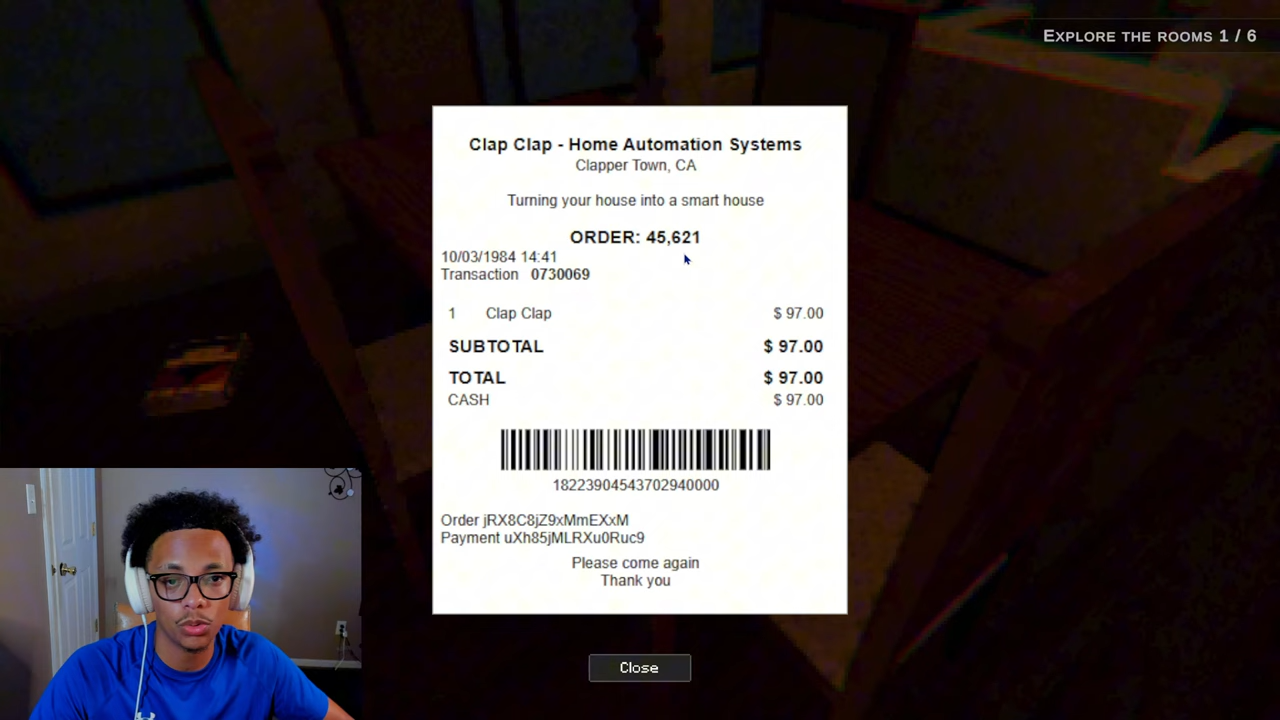 EXPLORE THE ROOMS 1 / 6
Clap Clap - Home Automation Systems
Clapper Town, CA
Turning your house into a smart house
ORDER: 45,621
10/03/1984 14:41
Transaction 0730069
1 Clap Clap $ 97.00
SUBTOTAL $ 97.00
TOTAL $ 97.00
CASH $ 97.00
18223904543702940000
Order jRX8C8jZ9xMmEXxM
Payment uXh85jMLRXu0Ruc9
Please come again
Thank you
Close